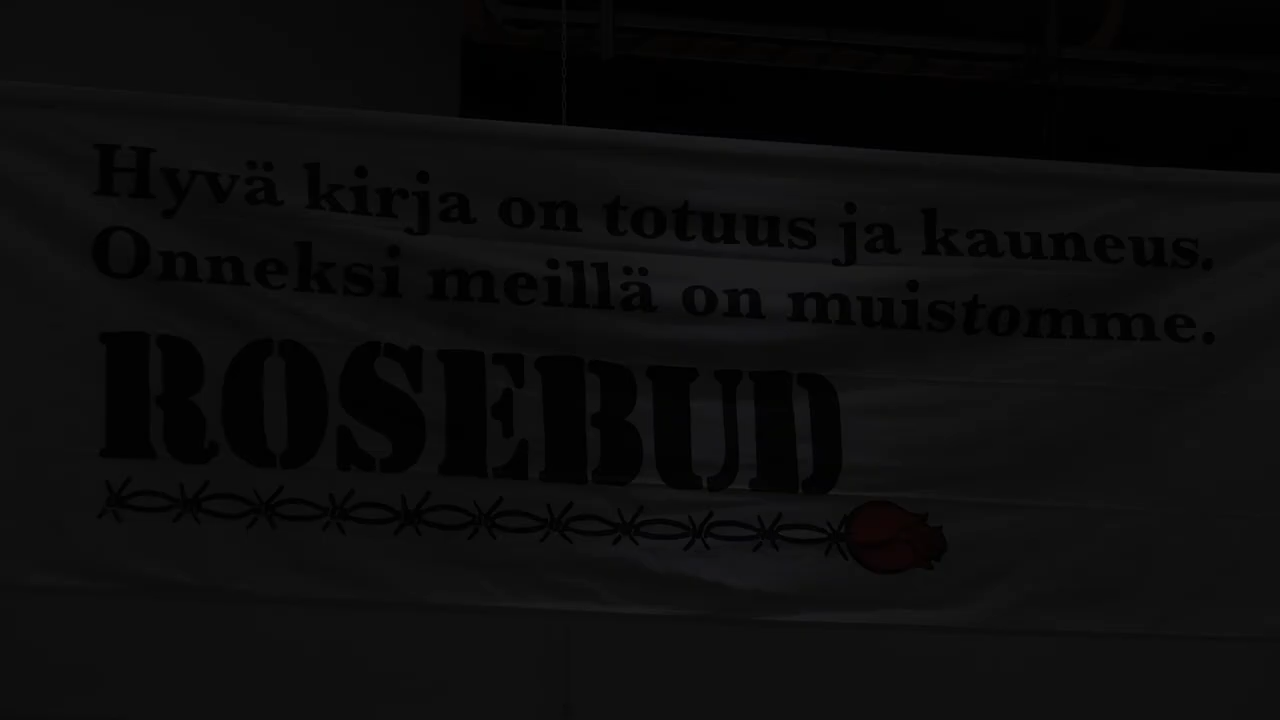 Hyvä kirja on totuus ja kauneus.
Onneksi meillä on muistomme.
ROSEBUD